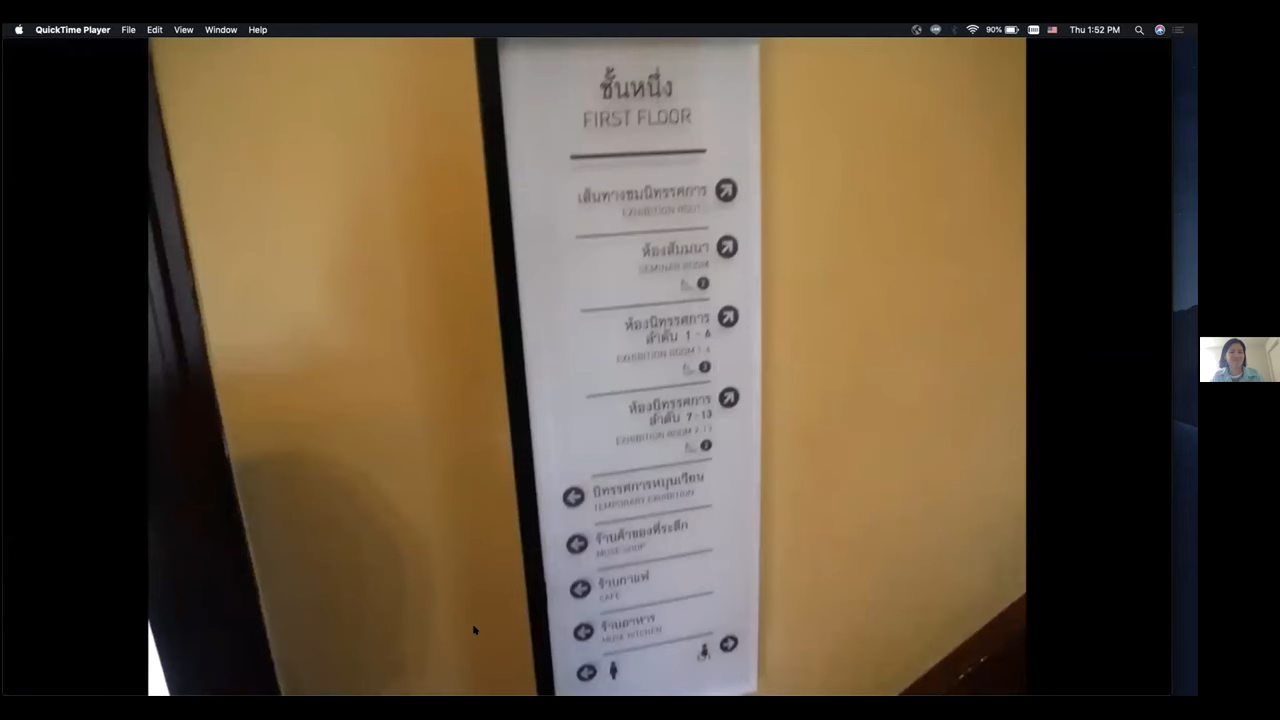 QuickTime Player File Edit View Window Help
90% Thu 1:52 PM
ชั้นหนึ่ง
FIRST FLOOR
เส้นทางชมนิทรรศการ
EXHIBITION ROUTE
ห้องสัมมนา
SEMINAR ROOM
2
ห้องนิทรรศการ
ลำดับ 1 - 6
EXHIBITION ROOM 1-6
ห้องนิทรรศการ
ลำดับ 7 - 13
EXHIBITION ROOM 7-13
2
นิทรรศการหมุนเวียน
TEMPORARY EXHIBITION
ร้านค้าของที่ระลึก
MUSE SHOP
ร้านกาแฟ
CAFE
ร้านอาหาร
MUSE KITCHEN